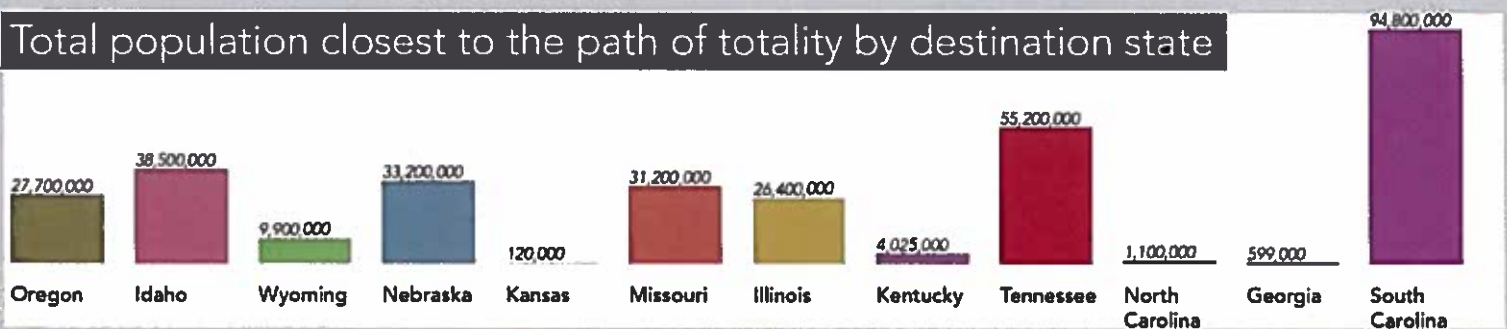 Total population closest to the path of totality by destination state
27,700,000
38,500,000
9,900,000
33,200,000
120,000
31,200,000
26,400,000
4,025,000
55,200,000
1,100,000
599,000
94,800,000
Oregon
Idaho
Wyoming
Nebraska
Kansas
Missouri
Illinois
Kentucky
Tennessee
North
Carolina
Georgia
South
Carolina